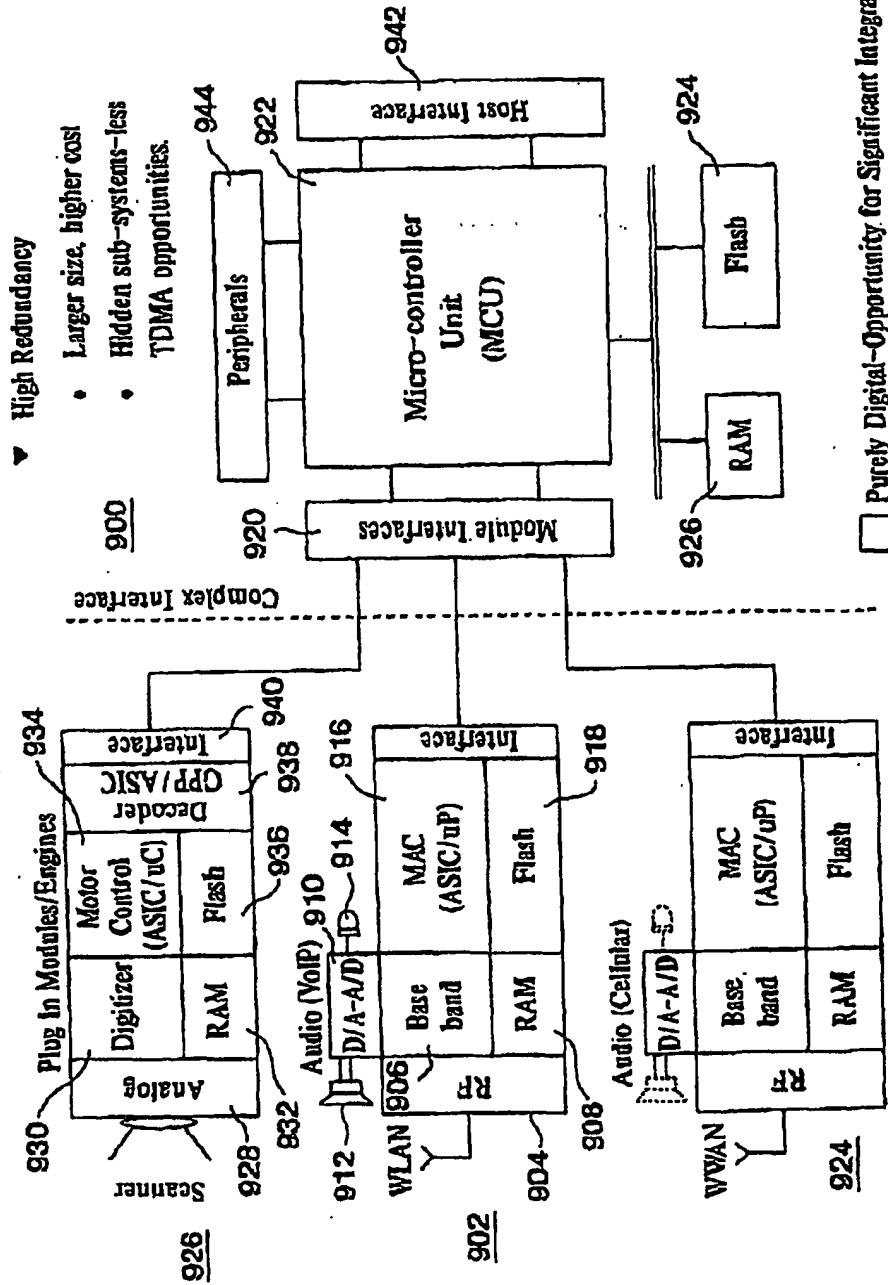 ▼ High Redundancy
• Larger size, higher cost
• Hidden sub-systems-less
TDMA opportunities.
900
944
Peripherals
922
Micro-controller
Unit
(MCU)
942
Host Interface
920
Module Interfaces
924
Flash
926
RAM
Purely Digital-Opportunity for Significant Integra
Complex Interface
Plug In Modules/Engines
926
Scanner
928
Analog
930
Digitizer
932
RAM
934
Motor
Control
(ASIC/uC)
936
Flash
938
Decoder
CPP/ASIC
940
Interface
902
Audio (VoIP)
910
D/A-A/D
912
914
WLAN
904
RF
906
Base
band
908
RAM
916
MAC
(ASIC/uP)
918
Flash
Interface
924
Audio (Cellular)
D/A-A/D
WWAN
RF
Base
band
RAM
MAC
(ASIC/uP)
Flash
Interface